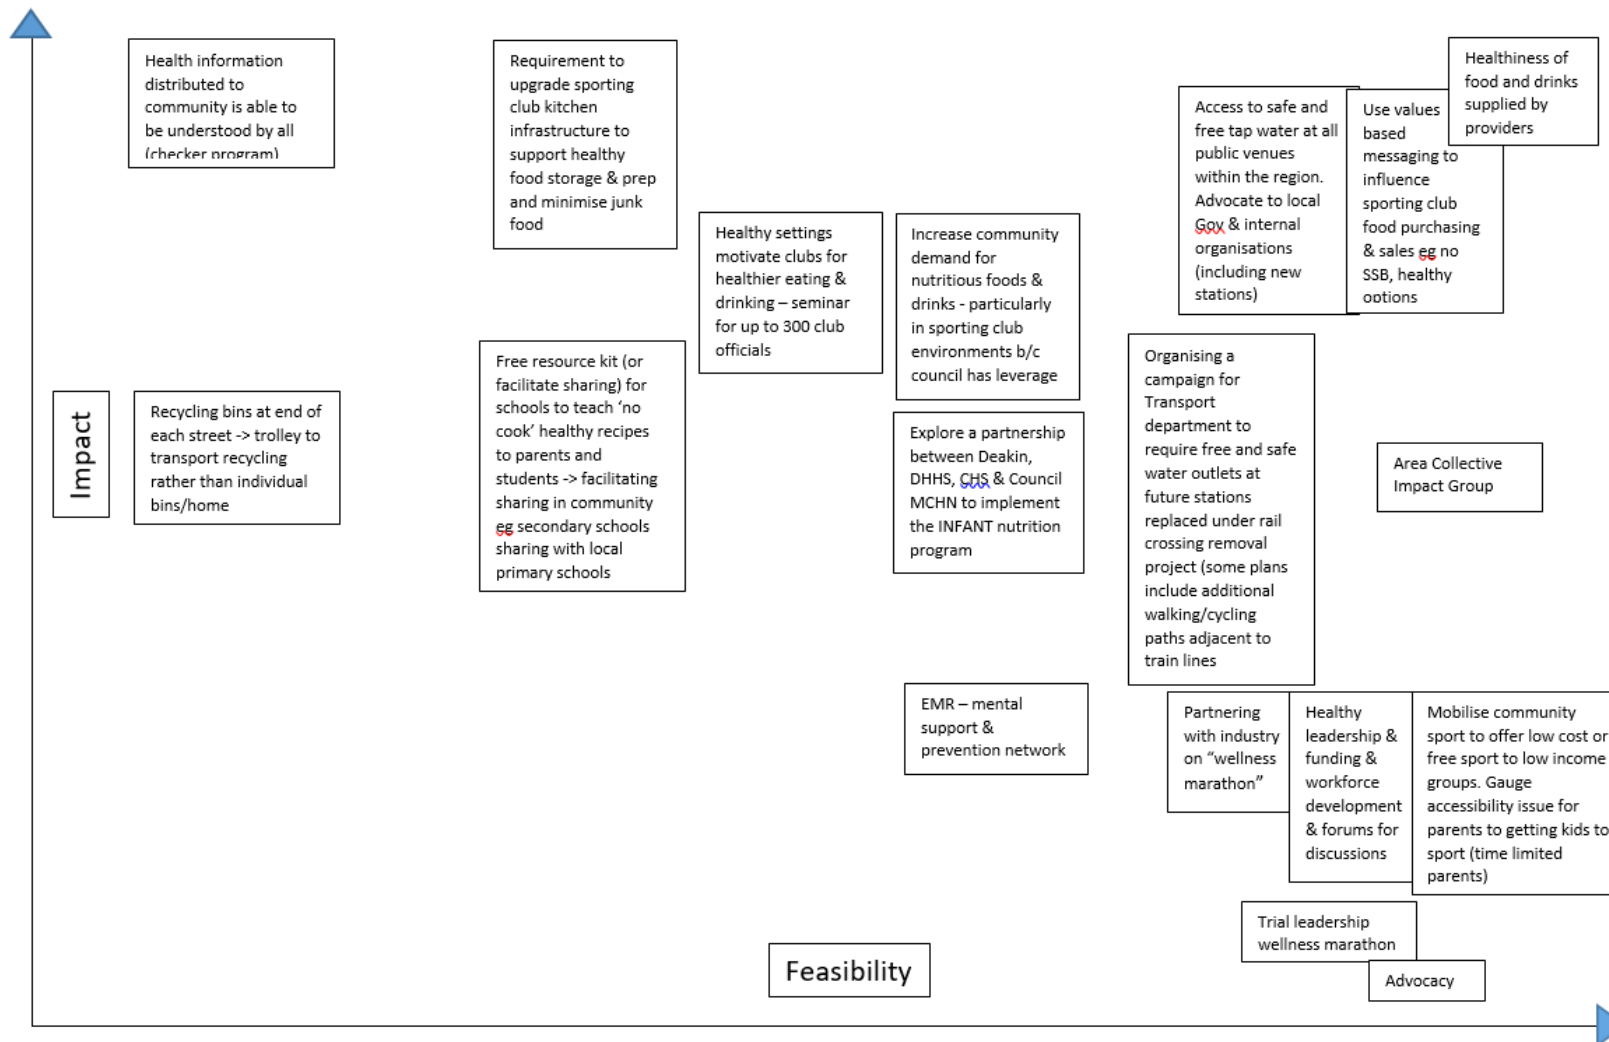 Health information
distributed to
community is able to
be understood by all
(checker program)
Requirement to
upgrade sporting
club kitchen
infrastructure to
support healthy
food storage & prep
and minimise junk
food
Healthy settings
motivate clubs for
healthier eating &
drinking – seminar
for up to 300 club
officials
Increase community
demand for
nutritious foods &
drinks - particularly
in sporting club
environments b/c
council has leverage
Access to safe and
free tap water at all
public venues
within the region.
Advocate to local
Gov & internal
organisations
(including new
stations)
Use values
based
messaging to
influence
sporting club
food purchasing
& sales eg no
SSB, healthy
options
Healthiness of
food and drinks
supplied by
providers
Impact
Recycling bins at end of
each street -> trolley to
transport recycling
rather than individual
bins/home
Free resource kit (or
facilitate sharing) for
schools to teach ‘no
cook’ healthy recipes
to parents and
students -> facilitating
sharing in community
eg secondary schools
sharing with local
primary schools
Explore a partnership
between Deakin,
DHHS, CHS & Council
MCHN to implement
the INFANT nutrition
program
Organising a
campaign for
Transport
department to
require free and safe
water outlets at
future stations
replaced under rail
crossing removal
project (some plans
include additional
walking/cycling
paths adjacent to
train lines
Area Collective
Impact Group
EMR – mental
support &
prevention network
Partnering
with industry
on “wellness
marathon”
Healthy
leadership &
funding &
workforce
development
& forums for
discussions
Mobilise community
sport to offer low cost or
free sport to low income
groups. Gauge
accessibility issue for
parents to getting kids to
sport (time limited
parents)
Trial leadership
wellness marathon
Advocacy
Feasibility